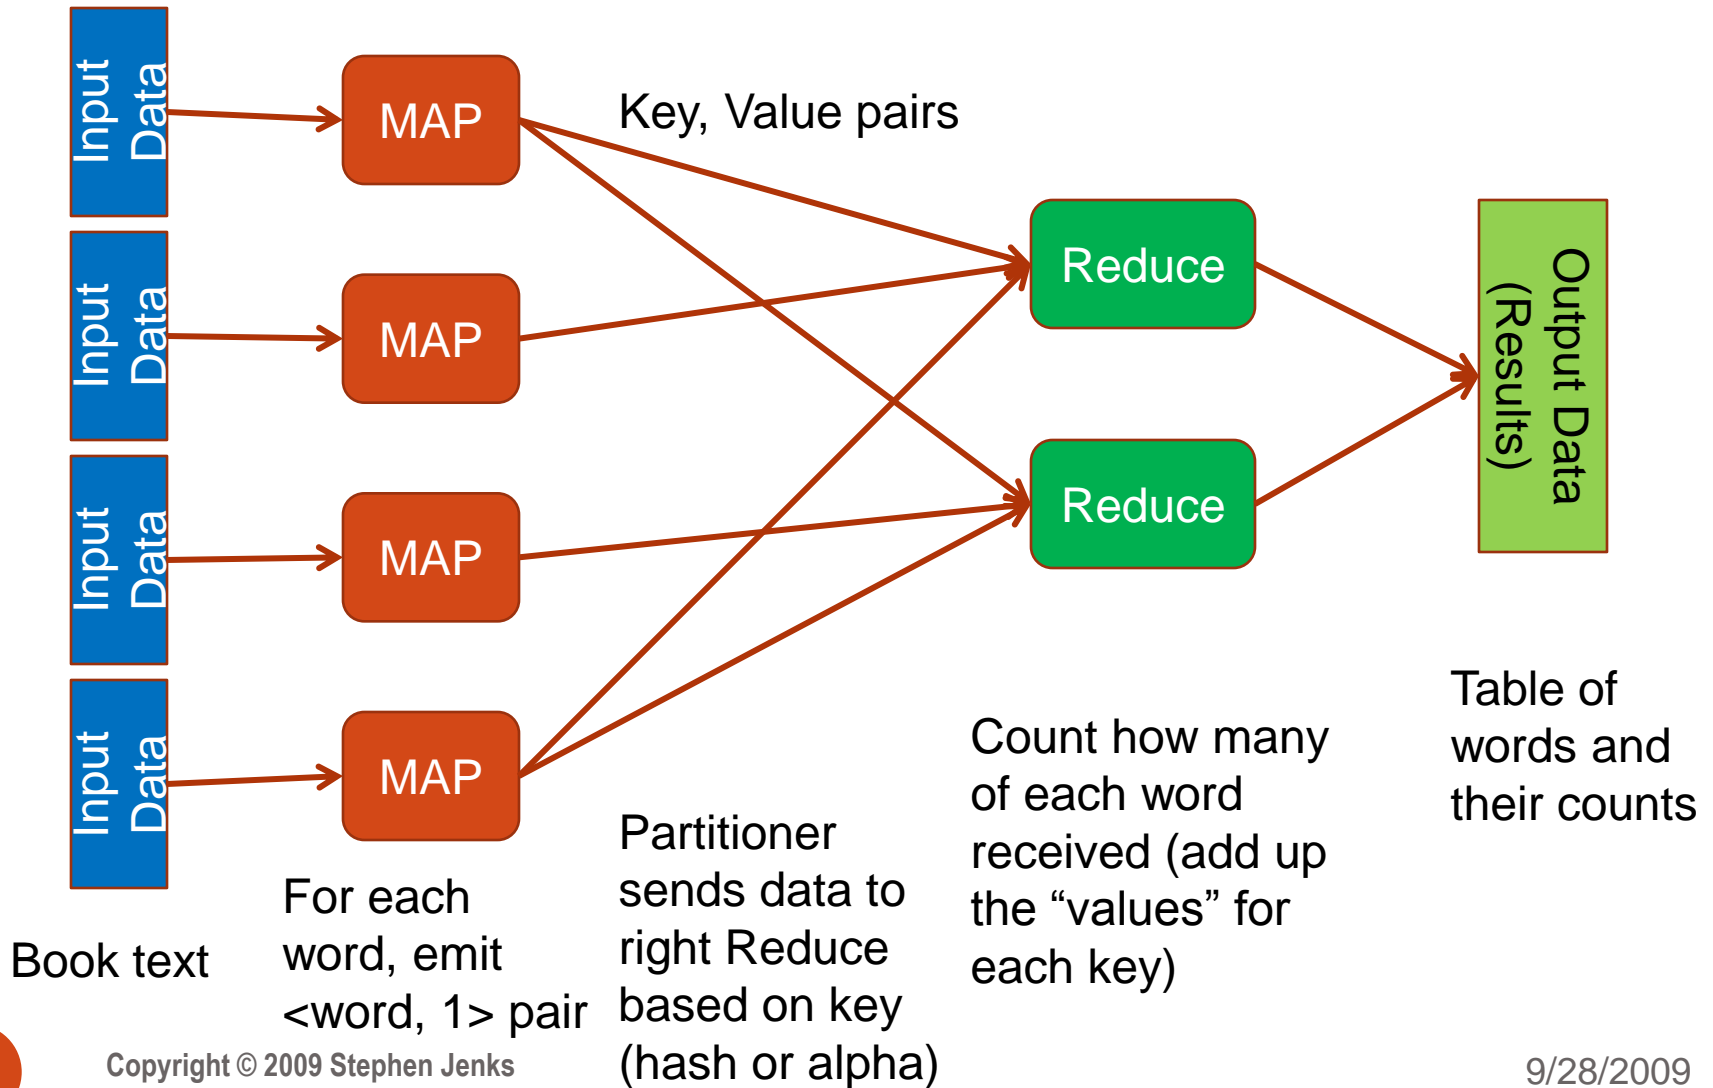 Input
Data
MAP
Key, Value pairs
Input
Data
MAP
Reduce
Output Data
(Results)
Input
Data
MAP
Reduce
Input
Data
MAP
Book text
For each
word, emit
<word, 1> pair
Partitioner
sends data to
right Reduce
based on key
(hash or alpha)
Count how many
of each word
received (add up
the “values” for
each key)
Table of
words and
their counts
Copyright © 2009 Stephen Jenks
9/28/2009